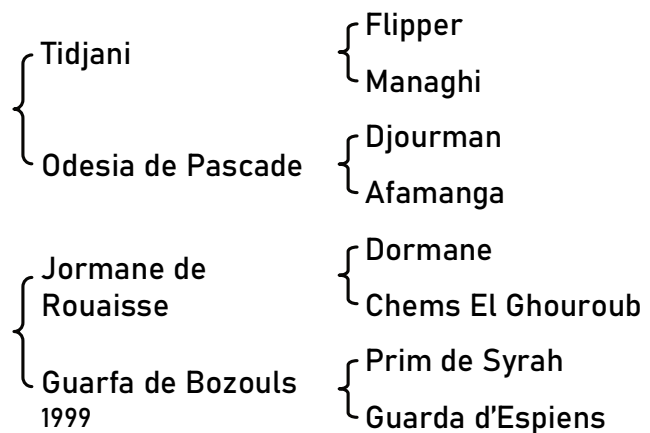 Tidjani
Flipper
Managhi
Odesia de Pascade
Djourman
Afamanga
Jormane de
Rouaisse
Dormane
Chems El Ghouroub
Guarfa de Bozouls
1999
Prim de Syrah
Guarda d'Espiens